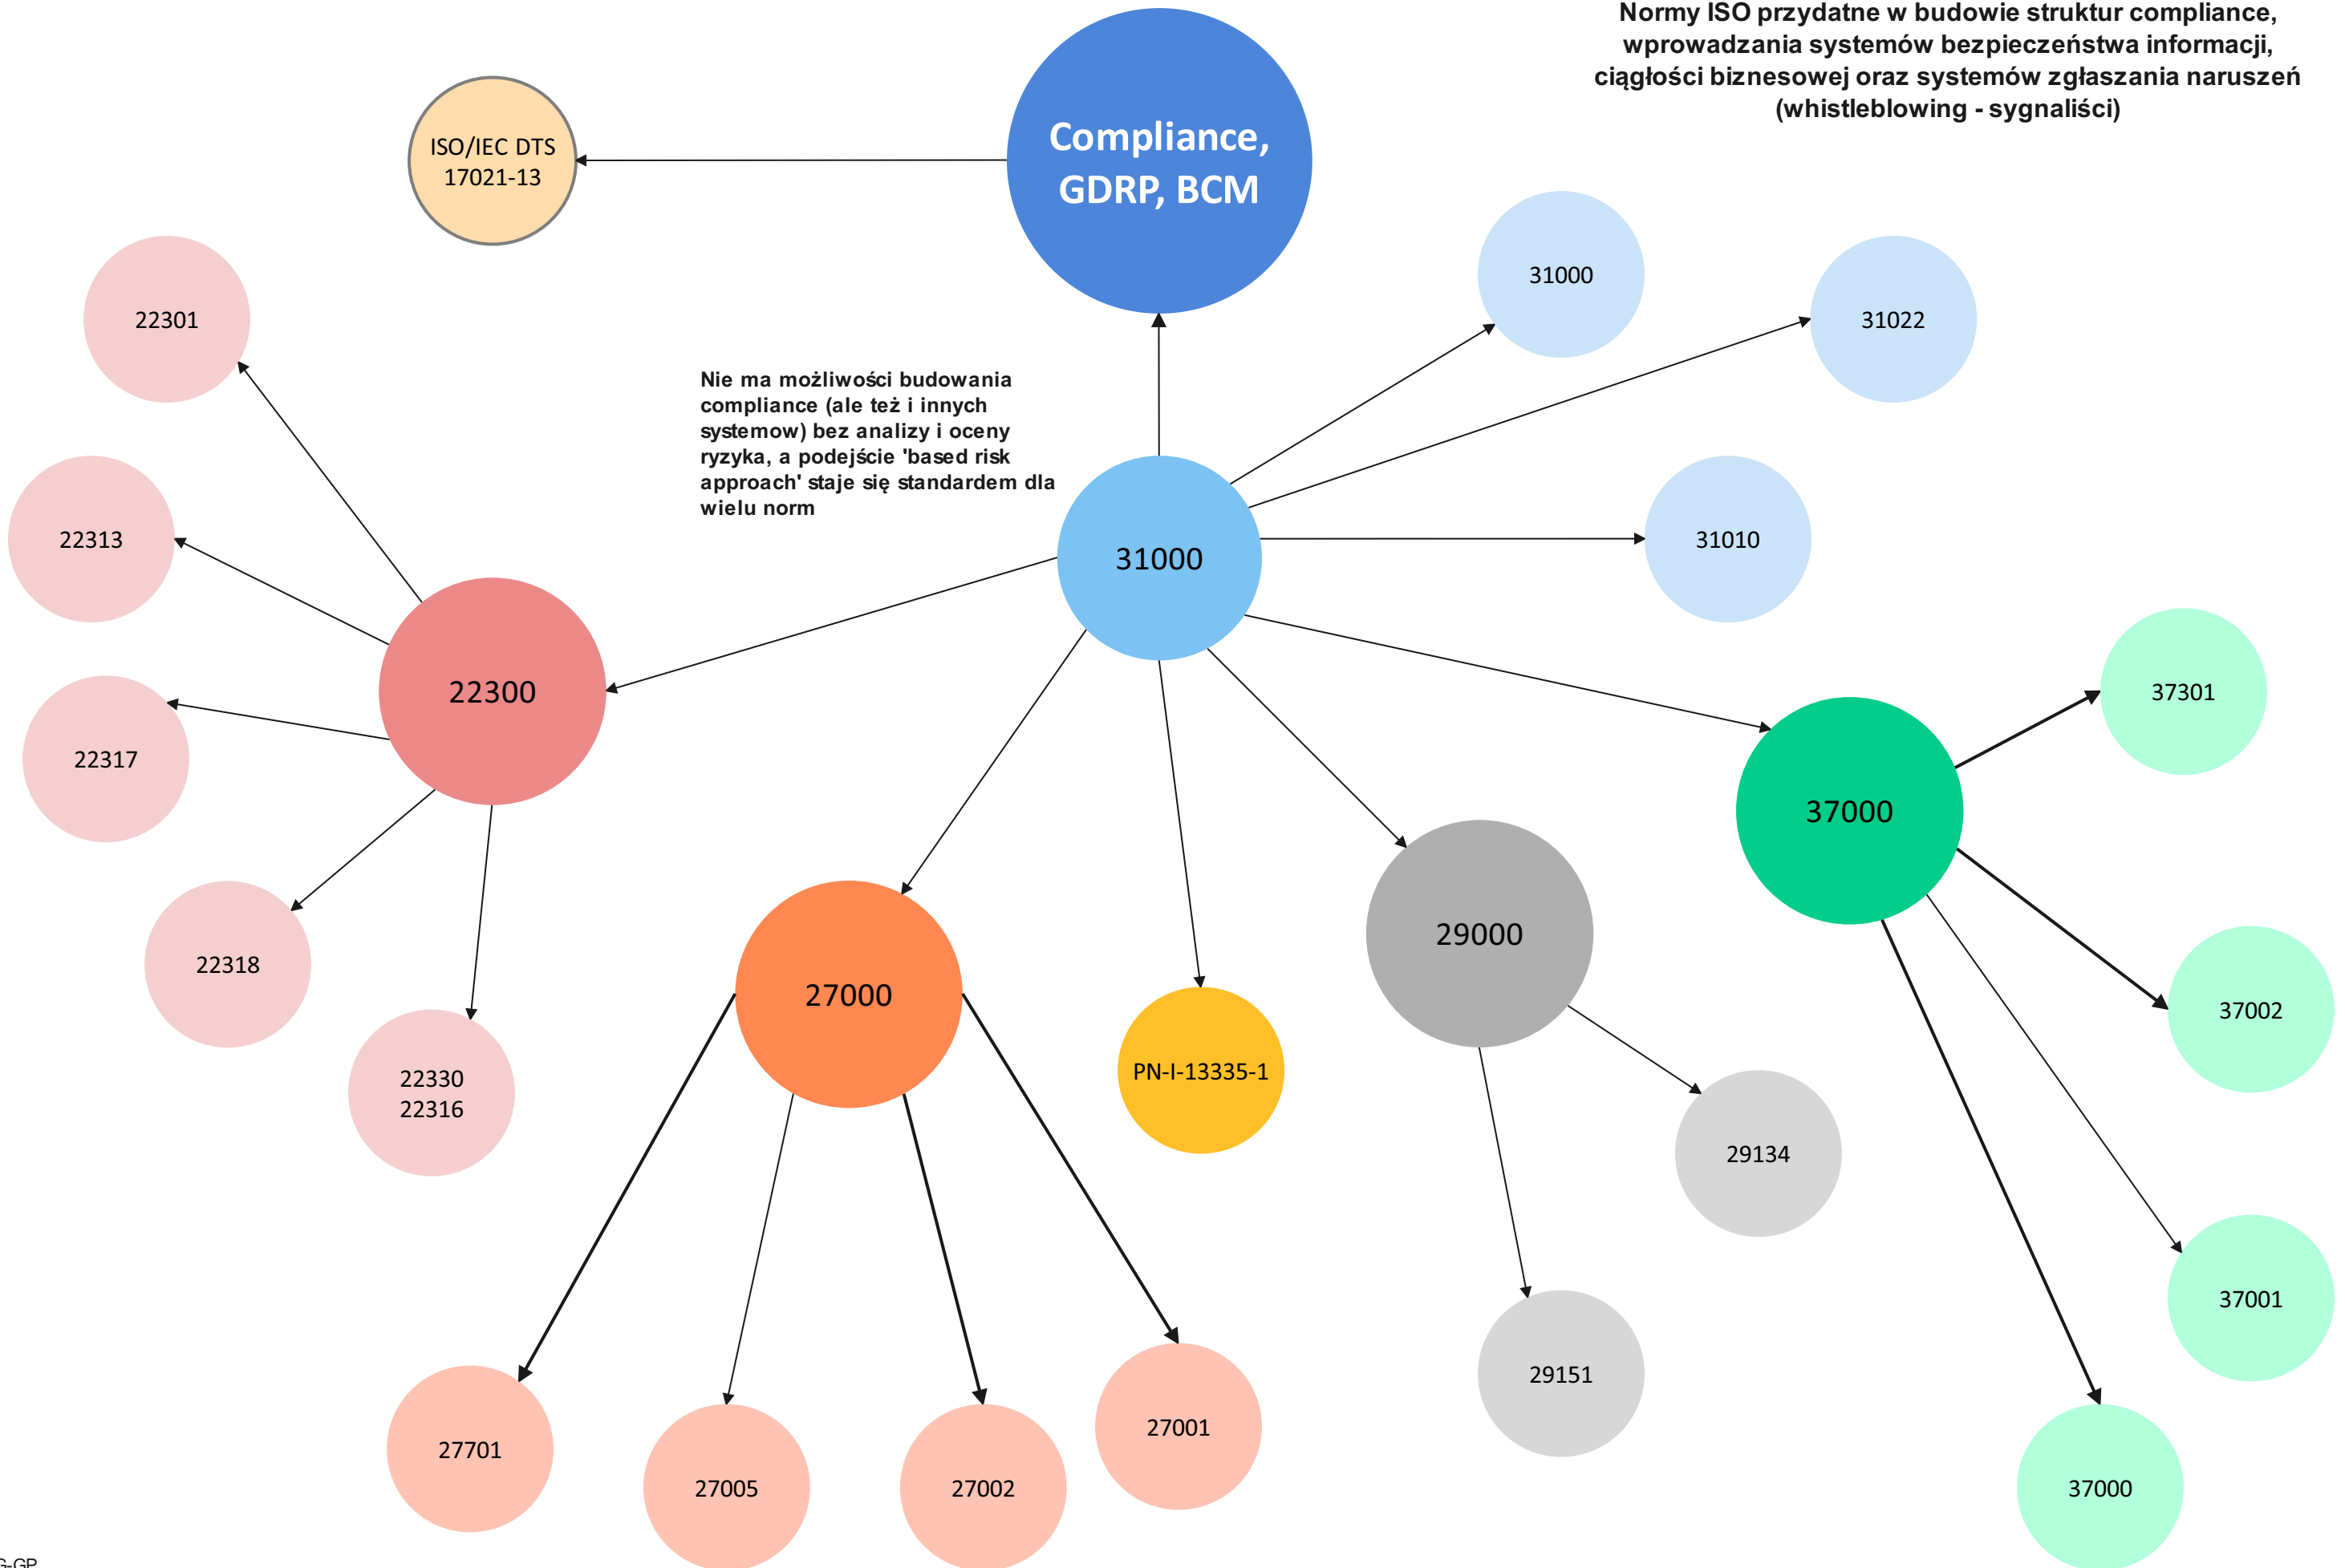 Normy ISO przydatne w budowie struktur compliance,
wprowadzania systemów bezpieczeństwa informacji,
ciągłości biznesowej oraz systemów zgłaszania naruszeń
(whistleblowing - sygnaliści)
Compliance,
GDRP, BCM
ISO/IEC DTS
17021-13
31000
31022
22301
Nie ma możliwości budowania
compliance (ale też i innych
systemow) bez analizy i oceny
ryzyka, a podejście 'based risk
approach' staje się standardem dla
wielu norm
22313
31000
31010
22300
37301
22317
37000
22318
27000
29000
37002
22330
22316
PN-I-13335-1
29134
37001
29151
27701
27005
27002
27001
37000
G-GP